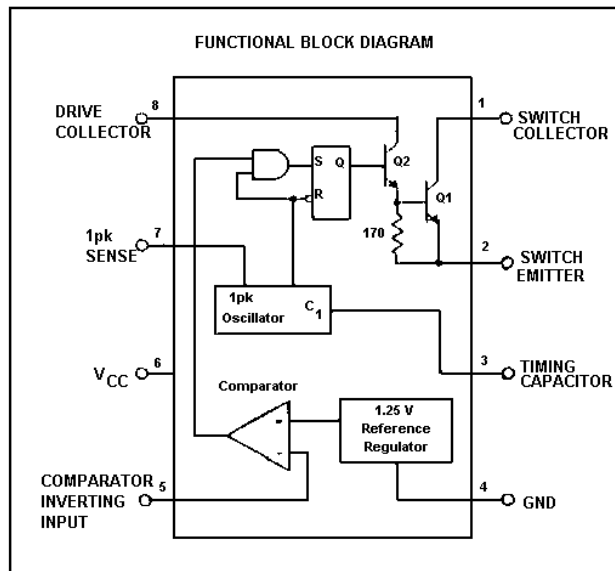 FUNCTIONAL BLOCK DIAGRAM
DRIVE
COLLECTOR
8
1
SWITCH
COLLECTOR
S
Q
R
Q2
Q1
170
1pk
SENSE
7
2
SWITCH
EMITTER
1pk
Oscillator
C1
3
TIMING
CAPACITOR
VCC
6
Comparator
+
-
1.25 V
Reference
Regulator
COMPARATOR
INVERTING
INPUT
5
4
GND